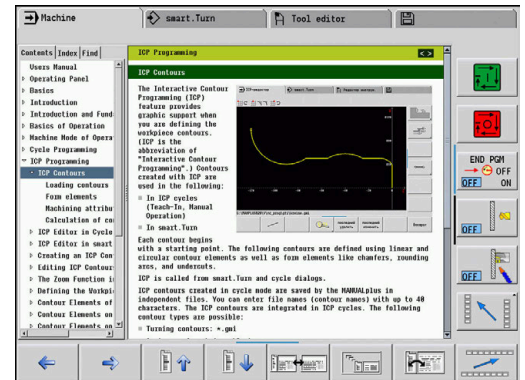 Machine
smart.Turn
Tool editor
Contents Index Find
Users Manual
Operating Panel
Basics
Introduction
Introduction and Fund
Basics of Operation
Machine Mode of Opera
Cycle Programming
ICP Programming
ICP Contours
Loading contours
Form elements
Machining attribu
Calculation of co
ICP Editor in Cycle
ICP Editor in smart
Creating an ICP Con
Editing ICP Contour
The Zoom Function i
Defining the Workpi
Contour Elements of
Contour Elements on
Contour Elements on
ICP Programming
ICP Contours
The Interactive Contour
Programming (ICP)
feature provides
graphic support when
you are defining the
workpiece contours.
(ICP is the
abbreviation of
"Interactive Contour
Programming".) Contours
created with ICP are
used in the following:
In ICP cycles
(Teach-In, Manual
Operation)
In smart.Turn
Each contour begins
with a starting point. The following contours are defined using linear and
circular contour elements as well as form elements like chamfers, rounding
arcs, and undercuts.
ICP is called from smart.Turn and cycle dialogs.
ICP contours created in cycle mode are saved by the MANUALplus in
independent files. You can enter file names (contour names) with up to 40
characters. The ICP contours are integrated in ICP cycles. The following
contour types are possible:
Turning contours: *.gmi
END PGM
OFF
OFF ON
OFF
OFF